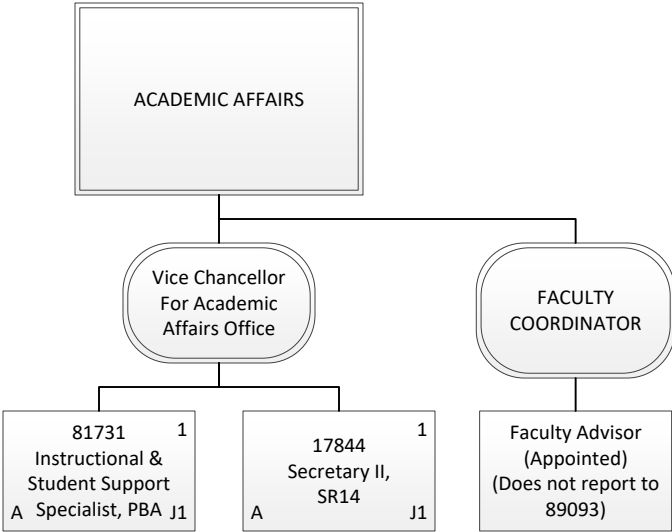 ACADEMIC AFFAIRS
Vice Chancellor
For Academic
Affairs Office
FACULTY
COORDINATOR
81731 1
Instructional &
Student Support
A Specialist, PBA J1
17844 1
Secretary II,
SR14
A J1
Faculty Advisor
(Appointed)
(Does not report to
89093)